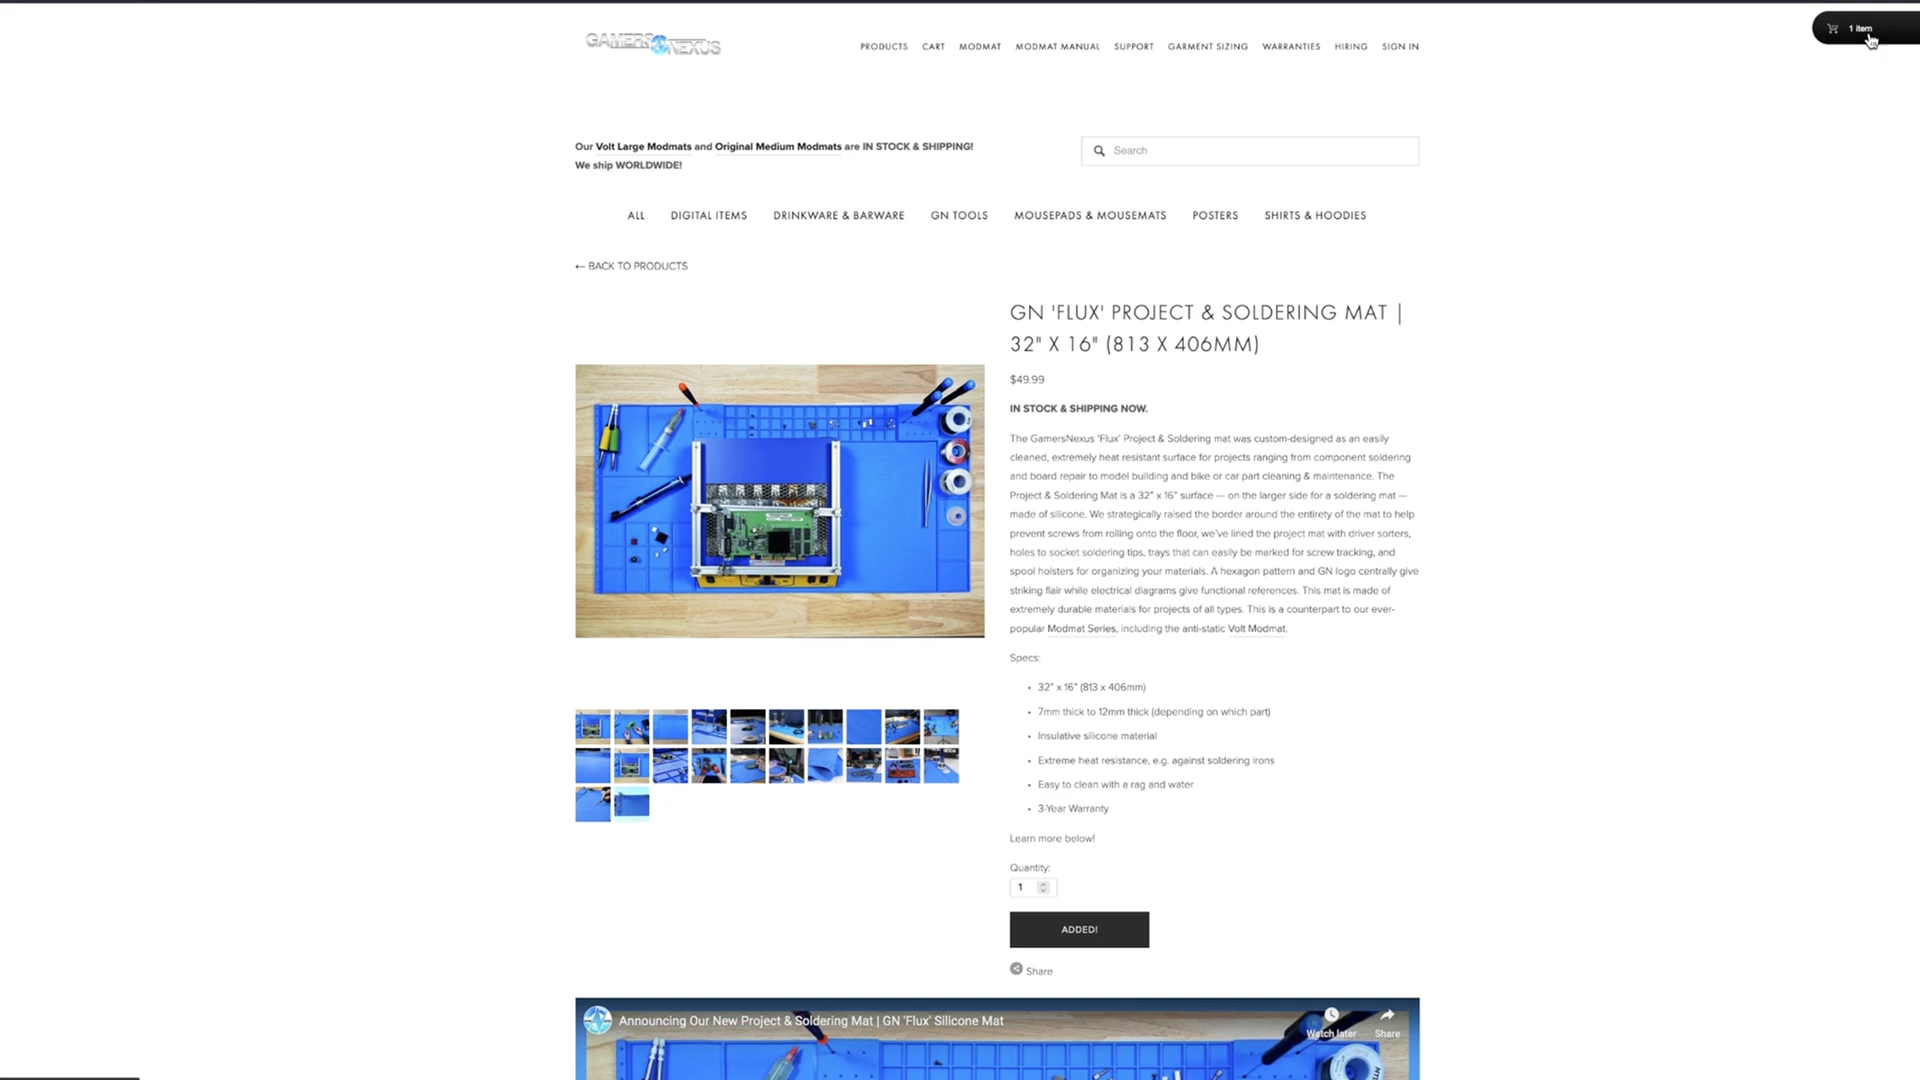 GAMERS NEXUS
PRODUCTS CART MODMAT MODMAT MANUAL SUPPORT GARMENT SIZING WARRANTIES HIRING SIGN IN
1 item
Our Volt Large Modmats and Original Medium Modmats are IN STOCK & SHIPPING!
We ship WORLDWIDE!
Search
ALL DIGITAL ITEMS DRINKWARE & BARWARE GN TOOLS MOUSEPADS & MOUSEMATS POSTERS SHIRTS & HOODIES
← BACK TO PRODUCTS
GN 'FLUX' PROJECT & SOLDERING MAT |
32" X 16" (813 X 406MM)
$49.99
IN STOCK & SHIPPING NOW.
The GamersNexus 'Flux' Project & Soldering mat was custom-designed as an easily
cleaned, extremely heat resistant surface for projects ranging from component soldering
and board repair to model building and bike or car part cleaning & maintenance. The
Project & Soldering Mat is a 32" x 16" surface — on the larger side for a soldering mat —
made of silicone. We strategically raised the border around the entirety of the mat to help
prevent screws from rolling onto the floor, we've lined the project mat with driver sorters,
holes to socket soldering tips, trays that can easily be marked for screw tracking, and
spool holsters for organizing your materials. A hexagon pattern and GN logo centrally give
striking flair while electrical diagrams give functional references. This mat is made of
extremely durable materials for projects of all types. This is a counterpart to our ever-
popular Modmat Series, including the anti-static Volt Modmat.
Specs:
• 32" x 16" (813 x 406mm)
• 7mm thick to 12mm thick (depending on which part)
• Insulative silicone material
• Extreme heat resistance, e.g. against soldering irons
• Easy to clean with a rag and water
• 3-Year Warranty
Learn more below!
Quantity:
1
ADDED!
Share
Announcing Our New Project & Soldering Mat | GN 'Flux' Silicone Mat
Watch later
Share